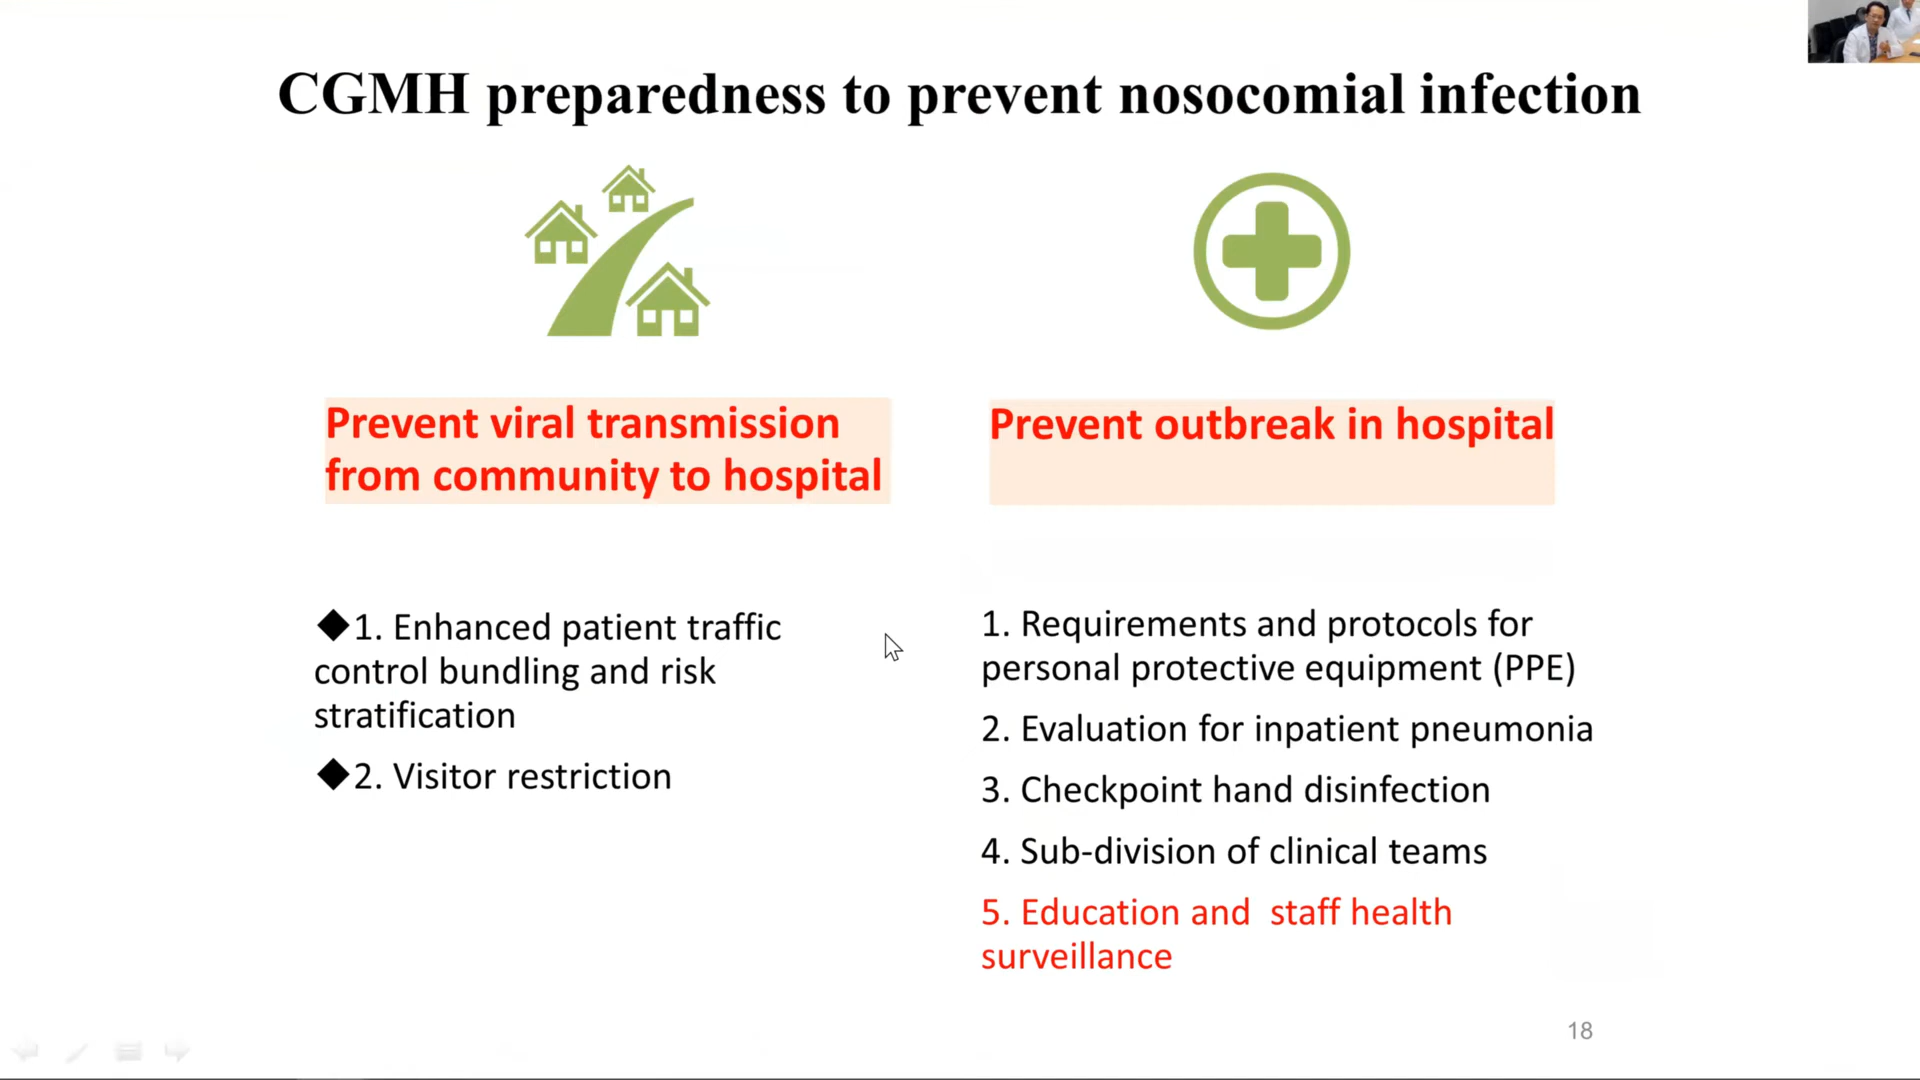 CGMH preparedness to prevent nosocomial infection
Prevent viral transmission
from community to hospital
◆1. Enhanced patient traffic
control bundling and risk
stratification
◆2. Visitor restriction
Prevent outbreak in hospital
1. Requirements and protocols for
personal protective equipment (PPE)
2. Evaluation for inpatient pneumonia
3. Checkpoint hand disinfection
4. Sub-division of clinical teams
5. Education and  staff health
surveillance
18